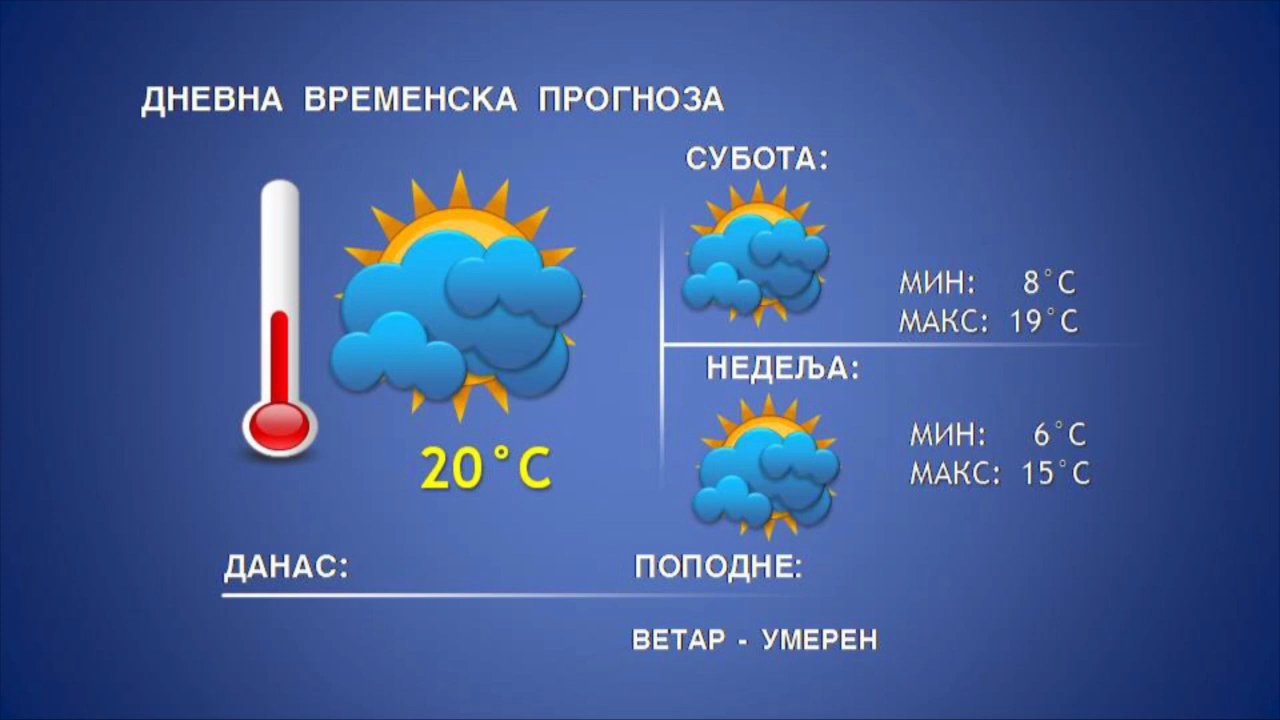 ДНЕВНА ВРЕМЕНСКА ПРОГНОЗА
20°C
СУБОТА:
МИН: 8°C
МАКС: 19°C
НЕДЕЉА:
МИН: 6°C
МАКС: 15°C
ДАНАС:
ПОПОДНЕ:
ВЕТАР - УМЕРЕН